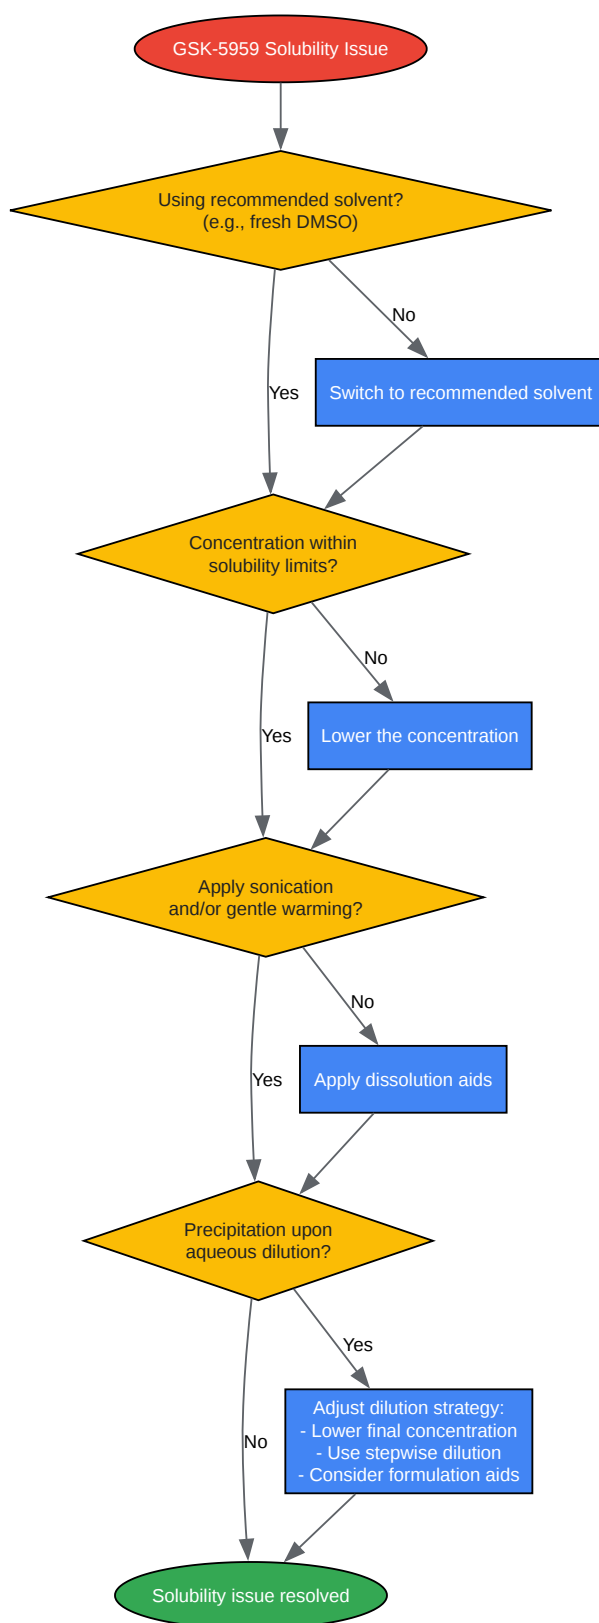 GSK-5959 Solubility Issue
Using recommended solvent?
(e.g., fresh DMSO)
No
Yes
Switch to recommended solvent
Concentration within
solubility limits?
No
Yes
Lower the concentration
Apply sonication
and/or gentle warming?
No
Yes
Apply dissolution aids
Precipitation upon
aqueous dilution?
Yes
No
Adjust dilution strategy:
- Lower final concentration
- Use stepwise dilution
- Consider formulation aids
Solubility issue resolved